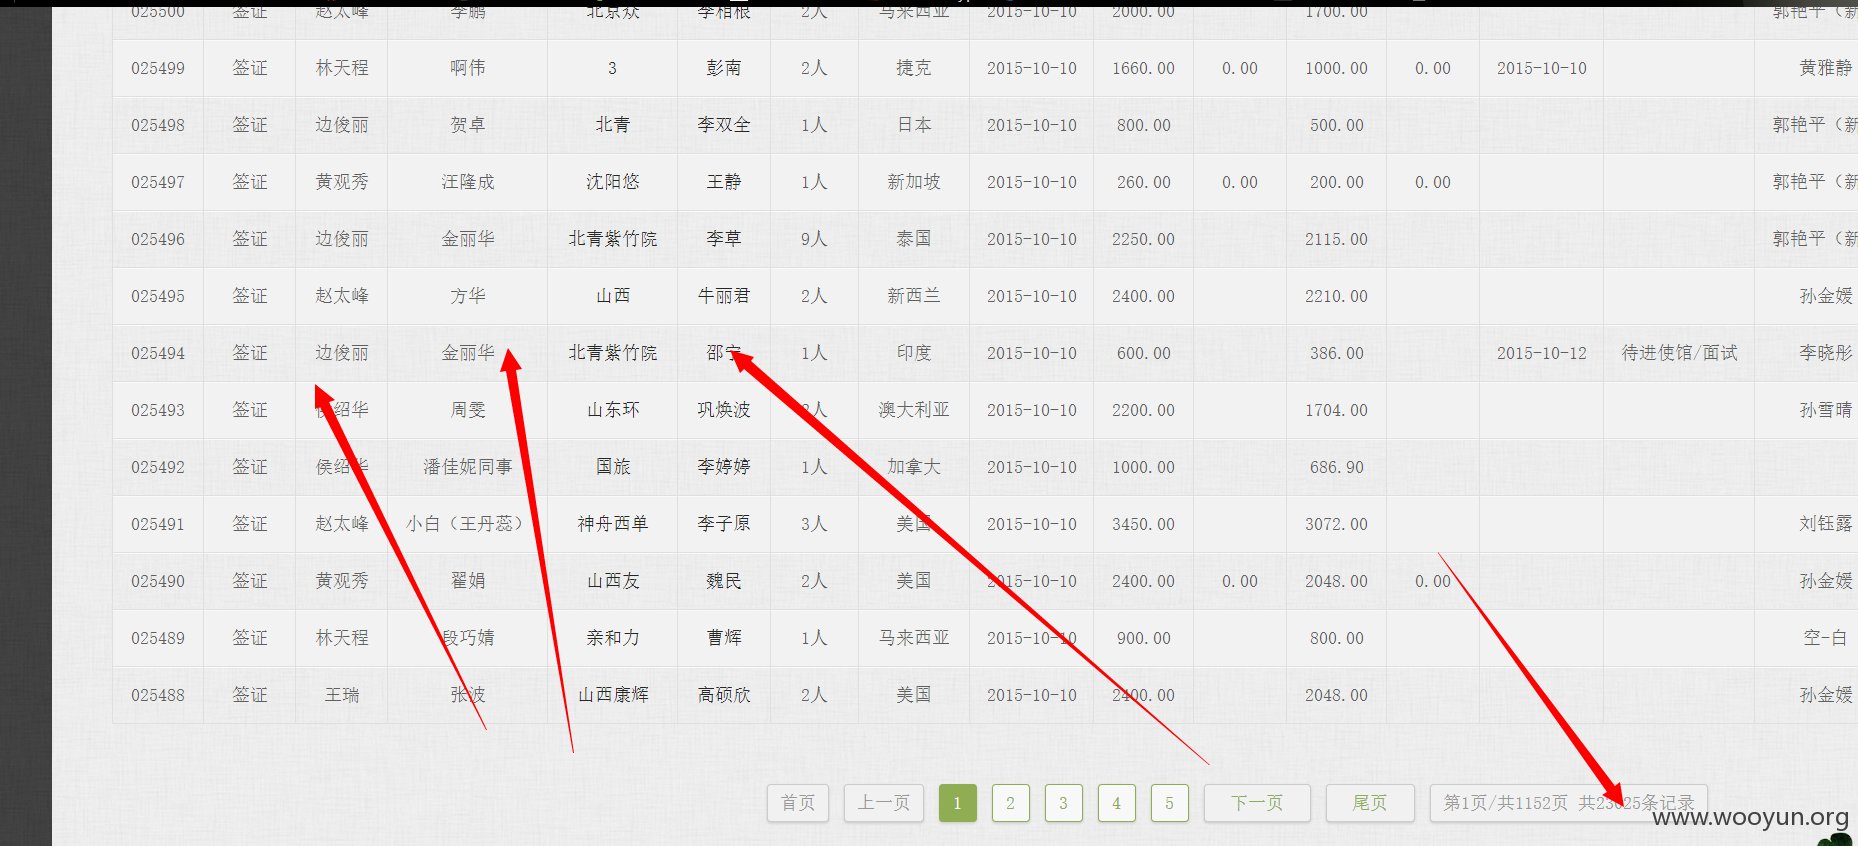 025500 签证 赵太峰 李鹏 北京众 李相根 2人 马来西亚 2015-10-10 2000.00 1700.00 郭艳平（新
025499 签证 林天程 啊伟 3 彭南 2人 捷克 2015-10-10 1660.00 0.00 1000.00 0.00 2015-10-10 黄雅静
025498 签证 边俊丽 贺卓 北青 李双全 1人 日本 2015-10-10 800.00 500.00 郭艳平（新
025497 签证 黄观秀 汪隆成 沈阳悠 王静 1人 新加坡 2015-10-10 260.00 0.00 200.00 0.00 郭艳平（新
025496 签证 边俊丽 金丽华 北青紫竹院 李草 9人 泰国 2015-10-10 2250.00 2115.00 郭艳平（新
025495 签证 赵太峰 方华 山西 牛丽君 2人 新西兰 2015-10-10 2400.00 2210.00 孙金媛
025494 签证 边俊丽 金丽华 北青紫竹院 邵宁 1人 印度 2015-10-10 600.00 386.00 2015-10-12 待进使馆/面试 李晓彤
025493 签证 侯绍华 周雯 山东环 巩焕波 2人 澳大利亚 2015-10-10 2200.00 1704.00 孙雪晴
025492 签证 侯绍华 潘佳妮同事 国旅 李婷婷 1人 加拿大 2015-10-10 1000.00 686.90
025491 签证 赵太峰 小白（王丹蕊） 神舟西单 李子原 3人 美国 2015-10-10 3450.00 3072.00 刘钰露
025490 签证 黄观秀 翟娟 山西友 魏民 2人 美国 2015-10-10 2400.00 0.00 2048.00 0.00 孙金媛
025489 签证 林天程 段巧婧 亲和力 曹辉 1人 马来西亚 2015-10-10 900.00 800.00 空-白
025488 签证 王瑞 张波 山西康辉 高硕欣 2人 美国 2015-10-10 2400.00 2048.00 孙金媛
首页 上一页 1 2 3 4 5 下一页 尾页 第1页/共1152页 共23025条记录
www.wooyun.org